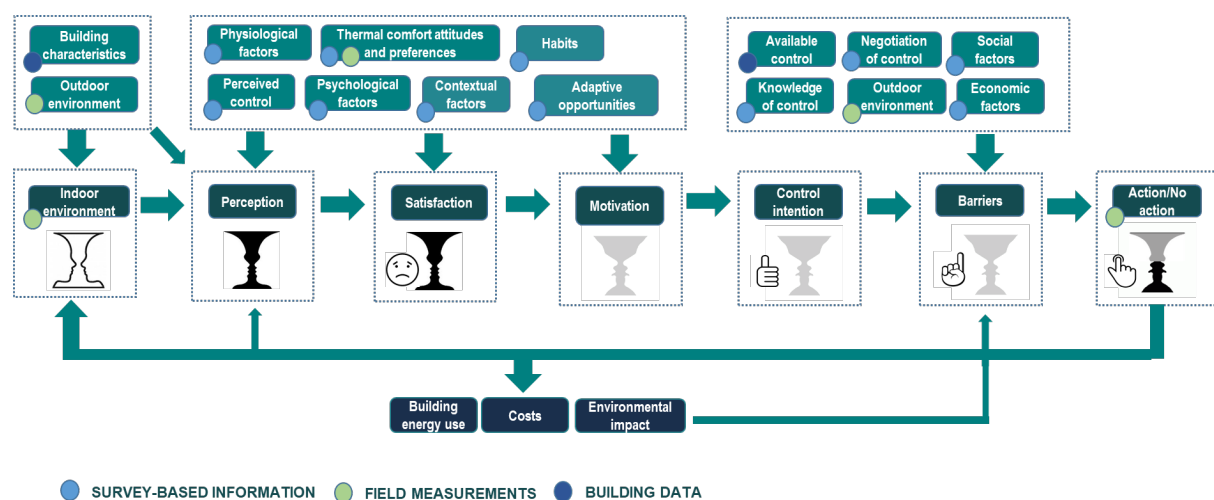 Building
characteristics
Outdoor
environment
Physiological
factors
Thermal comfort attitudes
and preferences
Habits
Perceived
control
Psychological
factors
Contextual
factors
Adaptive
opportunities
Available
control
Negotiation
of control
Social
factors
Knowledge
of control
Outdoor
environment
Economic
factors
Indoor
environment
Perception
Satisfaction
Motivation
Control
intention
Barriers
Action/No
action
Building
energy use
Costs
Environmental
impact
SURVEY-BASED INFORMATION
FIELD MEASUREMENTS
BUILDING DATA